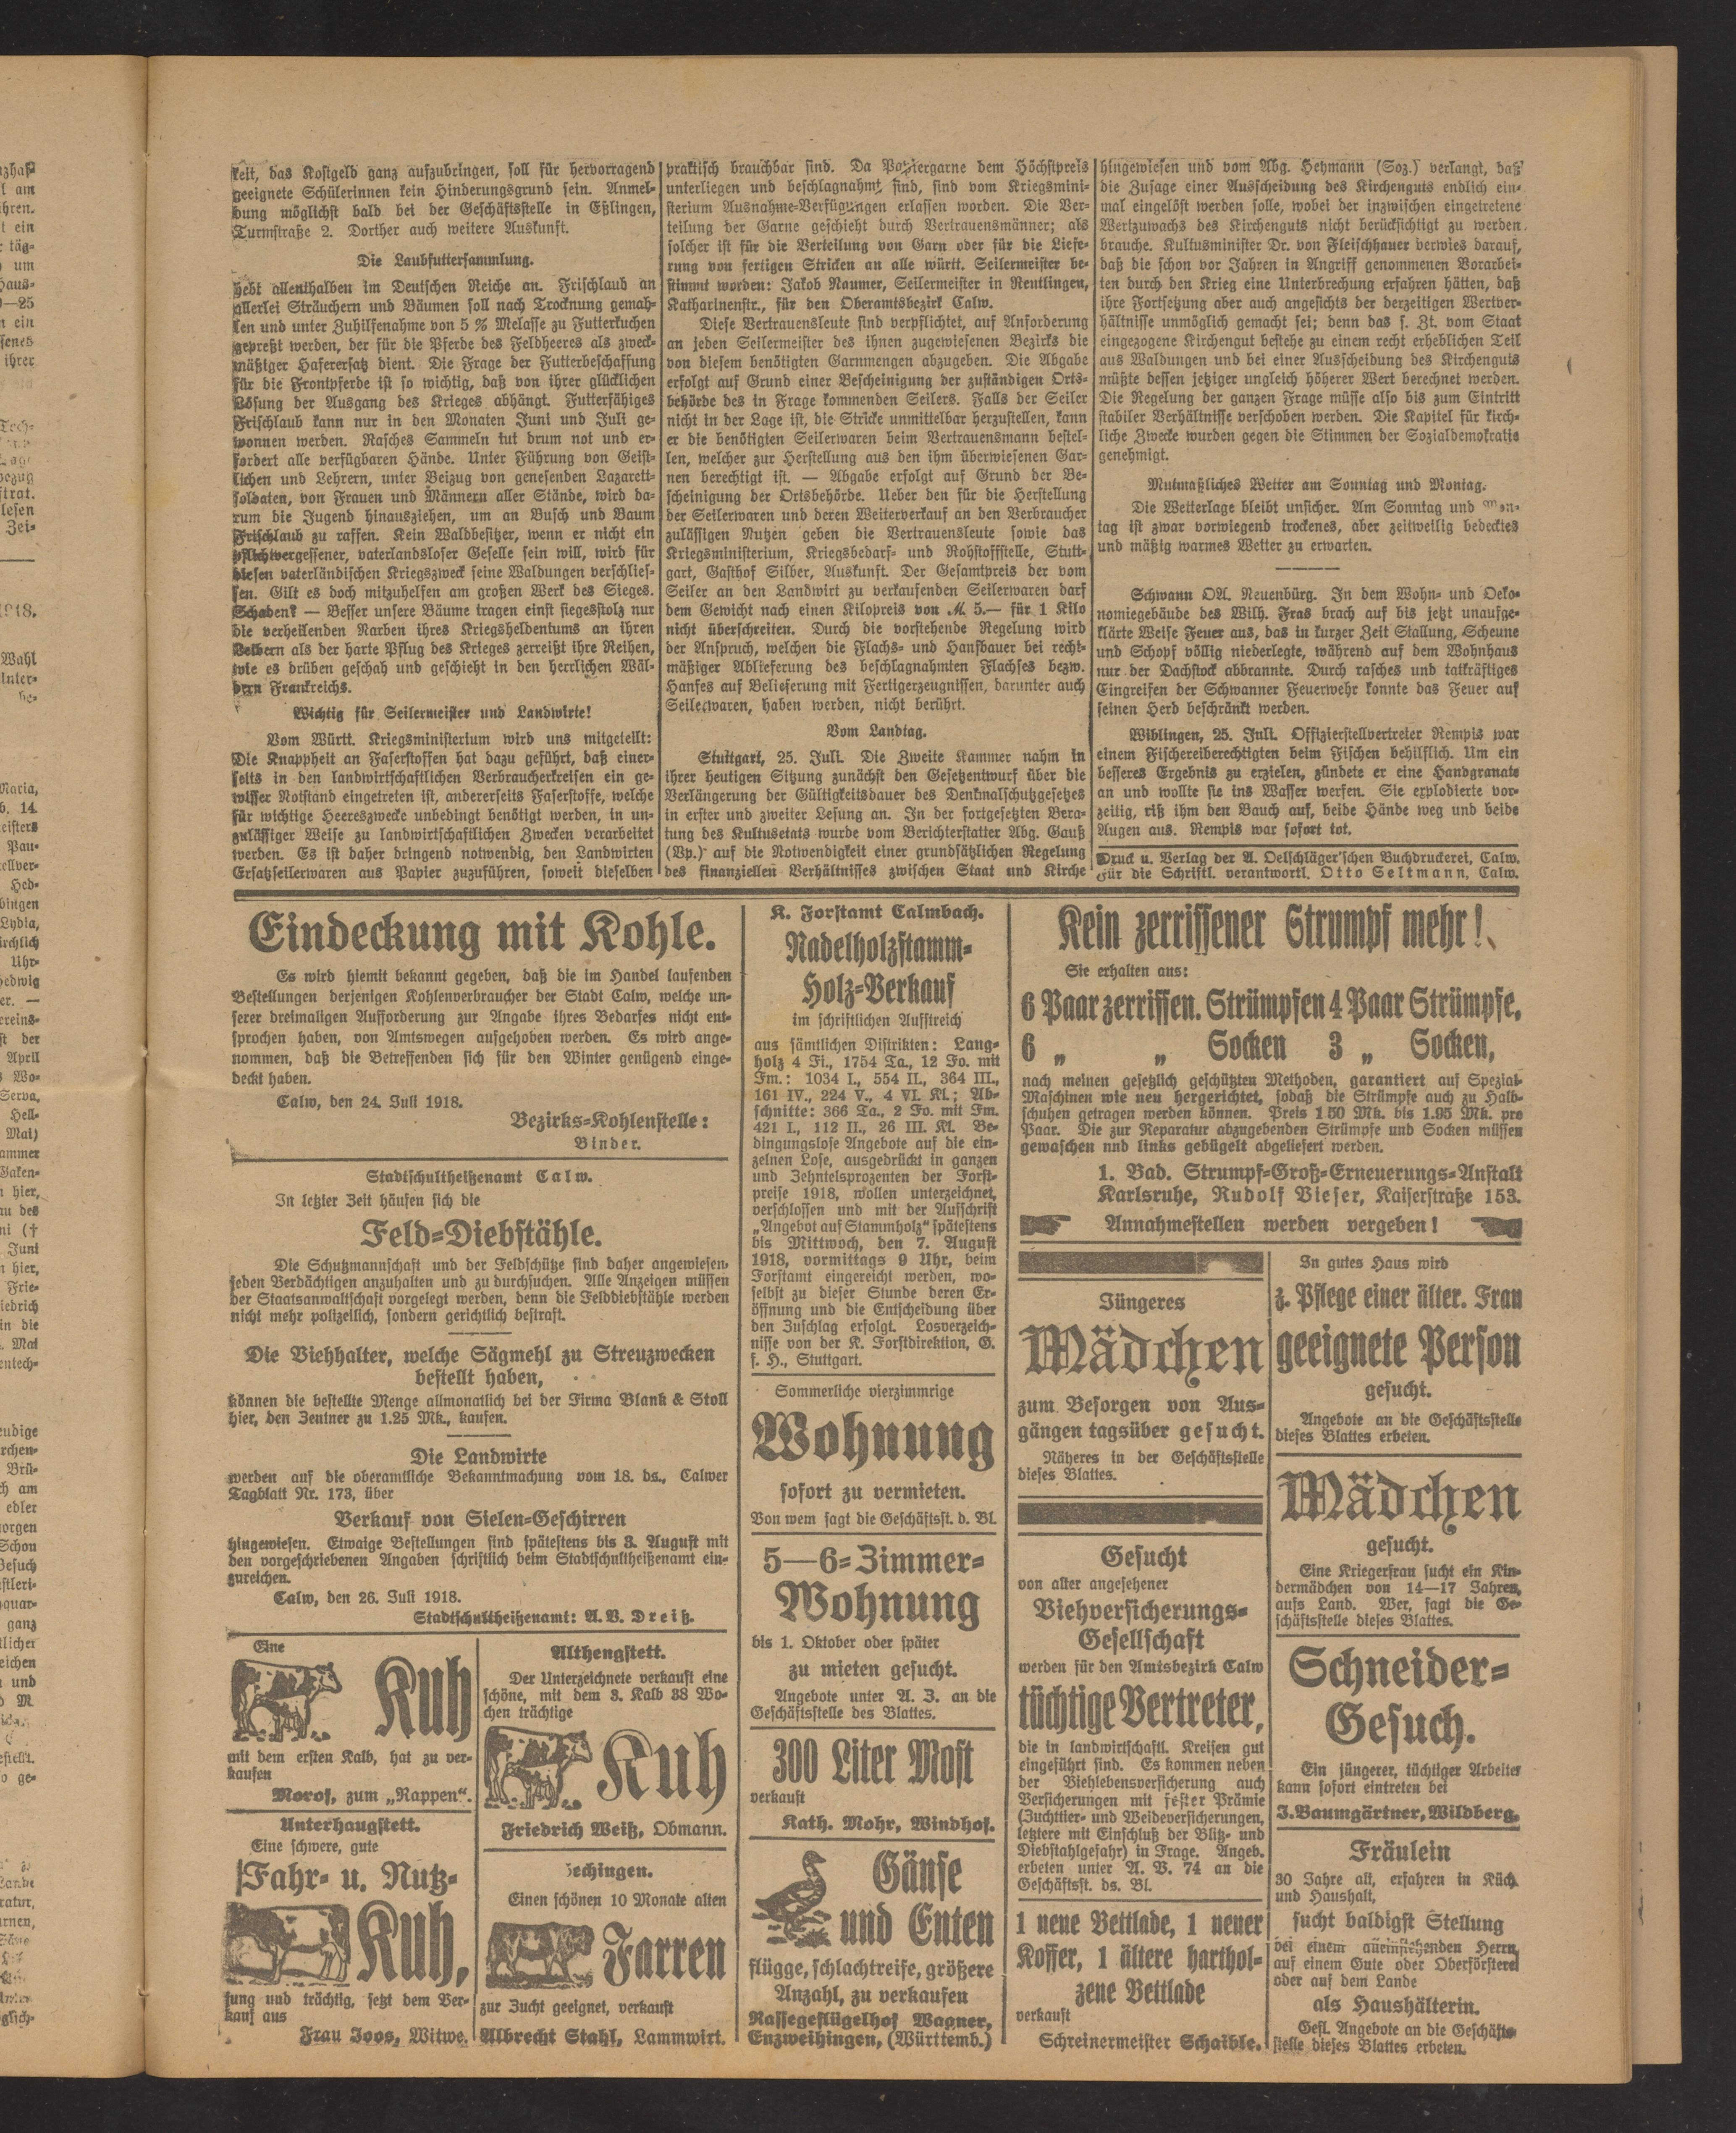 keit, das Kostgeld ganz aufzubringen, soll für hervorragend
geeignete Schülerinnen kein Hinderungsgrund sein. Anmel-
dung möglichst bald bei der Geschäftsstelle in Eßlingen,
Turmstraße 2. Dorther auch weitere Auskunft.
Die Laubfuttersammlung.
hebt allenthalben im Deutschen Reiche an. Frischlaub an
allerlei Sträuchern und Bäumen soll nach Trocknung gemah-
len und unter Zuhilfenahme von 5 % Melasse zu Futterkuchen
gepreßt werden, der für die Pferde des Feldheeres als zweck-
mäßiger Haferersatz dient. Die Frage der Futterbeschaffung
für die Frontpferde ist so wichtig, daß von ihrer glücklichen
Lösung der Ausgang des Krieges abhängt. Futterfähiges
Frischlaub kann nur in den Monaten Juni und Juli ge-
wonnen werden. Rasches Sammeln tut drum not und er-
fordert alle verfügbaren Hände. Unter Führung von Geist-
lichen und Lehrern, unter Beizug von genesenden Lazarett-
soldaten, von Frauen und Männern aller Stände, wird da-
rum die Jugend hinausziehen, um an Busch und Baum
Frischlaub zu raffen. Kein Waldbesitzer, wenn er nicht ein
pflichtvergessener, vaterlandsloser Geselle sein will, wird für
diesen vaterländischen Kriegszweck seine Waldungen verschlies-
sen. Gilt es doch mitzuhelfen am großen Werk des Sieges.
Schaden? — Besser unsere Bäume tragen einst siegesstolz nur
die verheilenden Narben ihres Kriegsheldentums an ihren
Leibern als der harte Pflug des Krieges zerreißt ihre Reihen,
wie es drüben geschah und geschieht in den herrlichen Wäl-
dern Frankreichs.
Wichtig für Seilermeister und Landwirte!
Vom Württ. Kriegsministerium wird uns mitgeteilt:
Die Knappheit an Faserstoffen hat dazu geführt, daß einer-
seits in den landwirtschaftlichen Verbraucherkreisen ein ge-
wisser Notstand eingetreten ist, andererseits Faserstoffe, welche
für wichtige Heereszwecke unbedingt benötigt werden, in un-
zulässiger Weise zu landwirtschaftlichen Zwecken verarbeitet
werden. Es ist daher dringend notwendig, den Landwirten
Ersatzseilerwaren aus Papier zuzuführen, soweit dieselben
praktisch brauchbar sind. Da Papiergarne dem Höchstpreis
unterliegen und beschlagnahmt sind, sind vom Kriegsmini-
sterium Ausnahme-Verfügungen erlassen worden. Die Ver-
teilung der Garne geschieht durch Vertrauensmänner; als
solcher ist für die Verteilung von Garn oder für die Liefe-
rung von fertigen Stricken an alle württ. Seilermeister be-
stimmt worden: Jakob Naumer, Seilermeister in Reutlingen,
Katharinenstr., für den Oberamtsbezirk Calw.
Diese Vertrauensleute sind verpflichtet, auf Anforderung
an jeden Seilermeister des ihnen zugewiesenen Bezirks die
von diesem benötigten Garnmengen abzugeben. Die Abgabe
erfolgt auf Grund einer Bescheinigung der zuständigen Orts-
behörde des in Frage kommenden Seilers. Falls der Seiler
nicht in der Lage ist, die Stricke unmittelbar herzustellen, kann
er die benötigten Seilerwaren beim Vertrauensmann bestel-
len, welcher zur Herstellung aus den ihm überwiesenen Gar-
nen berechtigt ist. — Abgabe erfolgt auf Grund der Be-
scheinigung der Ortsbehörde. Ueber den für die Herstellung
der Seilerwaren und deren Weiterverkauf an den Verbraucher
zulässigen Nutzen geben die Vertrauensleute sowie das
Kriegsministerium, Kriegsbedarf- und Rohstoffstelle, Stutt-
gart, Gasthof Silber, Auskunft. Der Gesamtpreis der vom
Seiler an den Landwirt zu verkaufenden Seilerwaren darf
dem Gewicht nach einen Kilopreis von M 5.— für 1 Kilo
nicht überschreiten. Durch die vorstehende Regelung wird
der Anspruch, welchen die Flachs- und Hanfbauer bei recht-
mäßiger Ablieferung des beschlagnahmten Flachses bezw.
Hanfes auf Belieferung mit Fertigerzeugnissen, darunter auch
Seilerwaren, haben werden, nicht berührt.
Vom Landtag.
Stuttgart, 25. Juli. Die Zweite Kammer nahm in
ihrer heutigen Sitzung zunächst den Gesetzentwurf über die
Verlängerung der Gültigkeitsdauer des Denkmalschutzgesetzes
in erster und zweiter Lesung an. In der fortgesetzten Bera-
tung des Kultusetats wurde vom Berichterstatter Abg. Gauß
(Vp.) auf die Notwendigkeit einer grundsätzlichen Regelung
des finanziellen Verhältnisses zwischen Staat und Kirche
hingewiesen und vom Abg. Heymann (Soz.) verlangt, daß
die Zusage einer Ausscheidung des Kirchenguts endlich ein-
mal eingelöst werden solle, wobei der inzwischen eingetretene
Wertzuwachs des Kirchenguts nicht berücksichtigt zu werden
brauche. Kultusminister Dr. von Fleischhauer verwies darauf,
daß die schon vor Jahren in Angriff genommenen Vorarbei-
ten durch den Krieg eine Unterbrechung erfahren hätten, daß
ihre Fortsetzung aber auch angesichts der derzeitigen Wertver-
hältnisse unmöglich gemacht sei; denn das s. Zt. vom Staat
eingezogene Kirchengut bestehe zu einem recht erheblichen Teil
aus Waldungen und bei einer Ausscheidung des Kirchenguts
müßte dessen jetziger ungleich höherer Wert berechnet werden.
Die Regelung der ganzen Frage müsse also bis zum Eintritt
stabiler Verhältnisse verschoben werden. Die Kapitel für kirch-
liche Zwecke wurden gegen die Stimmen der Sozialdemokratie
genehmigt.
Mutmaßliches Wetter am Sonntag und Montag.
Die Wetterlage bleibt unsicher. Am Sonntag und Mon-
tag ist zwar vorwiegend trockenes, aber zeitweilig bedecktes
und mäßig warmes Wetter zu erwarten.
Schwann OA. Neuenbürg. In dem Wohn- und Oeko-
nomiegebäude des Wilh. Fras brach auf bis jetzt unaufge-
klärte Weise Feuer aus, das in kurzer Zeit Stallung, Scheune
und Schopf völlig niederlegte, während auf dem Wohnhaus
nur der Dachstock abbrannte. Durch rasches und tatkräftiges
Eingreifen der Schwanner Feuerwehr konnte das Feuer auf
seinen Herd beschränkt werden.
Wiblingen, 25. Juli. Offizierstellvertreter Rempis war
einem Fischereiberechtigten beim Fischen behilflich. Um ein
besseres Ergebnis zu erzielen, zündete er eine Handgranate
an und wollte sie ins Wasser werfen. Sie explodierte vor-
zeitig, riß ihm den Bauch auf, beide Hände weg und beide
Augen aus. Rempis war sofort tot.
Druck u. Verlag der A. Oelschläger'schen Buchdruckerei, Calw.
Für die Schriftl. verantwortl. Otto Seltmann, Calw.
Eindeckung mit Kohle.
Es wird hiemit bekannt gegeben, daß die im Handel laufenden
Bestellungen derjenigen Kohlenverbraucher der Stadt Calw, welche un-
serer dreimaligen Aufforderung zur Angabe ihres Bedarfes nicht ent-
sprochen haben, von Amtswegen aufgehoben werden. Es wird ange-
nommen, daß die Betreffenden sich für den Winter genügend einge-
deckt haben.
Calw, den 24. Juli 1918.
Bezirks-Kohlenstelle:
Binder.
Stadtschultheißenamt Calw.
In letzter Zeit häufen sich die
Feld-Diebstähle.
Die Schutzmannschaft und der Feldschütze sind daher angewiesen,
jeden Verdächtigen anzuhalten und zu durchsuchen. Alle Anzeigen müssen
der Staatsanwaltschaft vorgelegt werden, denn die Felddiebstähle werden
nicht mehr polizeilich, sondern gerichtlich bestraft.
Die Viehhalter, welche Sägmehl zu Streuzwecken
bestellt haben,
können die bestellte Menge allmonatlich bei der Firma Blank & Stoll
hier, den Zentner zu 1.25 Mk., kaufen.
Die Landwirte
werden auf die oberamtliche Bekanntmachung vom 18. ds., Calwer
Tagblatt Nr. 173, über
Verkauf von Sielen-Geschirren
hingewiesen. Etwaige Bestellungen sind spätestens bis 3. August mit
den vorgeschriebenen Angaben schriftlich beim Stadtschultheißenamt ein-
zureichen.
Calw, den 26. Juli 1918.
Stadtschultheißenamt: A.V. Dreiß.
Eine
Kuh
mit dem ersten Kalb, hat zu ver-
kaufen
Morof, zum „Rappen".
Unterhaugstett.
Eine schwere, gute
Fahr- u. Nutz-
Kuh,
jung und trächtig, setzt dem Ver-
kauf aus
Frau Joos, Witwe.
Althengstett.
Der Unterzeichnete verkauft eine
schöne, mit dem 3. Kalb 38 Wo-
chen trächtige
Kuh
Friedrich Weiß, Obmann.
echingen.
Einen schönen 10 Monate alten
Farren
zur Zucht geeignet, verkauft
Albrecht Stahl, Lammwirt.
K. Forstamt Calmbach.
Nadelholzstamm-
Holz-Verkauf
im schriftlichen Aufstreich
aus sämtlichen Distrikten: Lang-
holz 4 Fi., 1754 Ta., 12 Fo. mit
Fm.: 1034 I., 554 II., 364 III.,
161 IV., 224 V., 4 VI. Kl.; Ab-
schnitte: 366 Ta., 2 Fo. mit Fm.
421 I., 112 II., 26 III. Kl. Be-
dingungslose Angebote auf die ein-
zelnen Lose, ausgedrückt in ganzen
und Zehntelsprozenten der Forst-
preise 1918, wollen unterzeichnet,
verschlossen und mit der Aufschrift
„Angebot auf Stammholz" spätestens
bis Mittwoch, den 7. August
1918, vormittags 9 Uhr, beim
Forstamt eingereicht werden, wo-
selbst zu dieser Stunde deren Er-
öffnung und die Entscheidung über
den Zuschlag erfolgt. Losverzeich-
nisse von der K. Forstdirektion, G.
f. H., Stuttgart.
Sommerliche vierzimmrige
Wohnung
sofort zu vermieten.
Von wem sagt die Geschäftsst. d. Bl.
5—6-Zimmer-
Wohnung
bis 1. Oktober oder später
zu mieten gesucht.
Angebote unter A. Z. an die
Geschäftsstelle des Blattes.
300 Liter Most
verkauft
Kath. Mohr, Windhof.
Gänse
und Enten
flügge, schlachtreife, größere
Anzahl, zu verkaufen
Rassegeflügelhof Wagner,
Enzweihingen, (Württemb.)
Kein zerrissener Strumpf mehr!
Sie erhalten aus:
6 Paar zerrissen. Strümpfen 4 Paar Strümpfe,
6 „ „ Socken 3 „ Socken,
nach meinen gesetzlich geschützten Methoden, garantiert auf Spezial-
Maschinen wie neu hergerichtet, sodaß die Strümpfe auch zu Halb-
schuhen getragen werden können. Preis 1 50 Mk. bis 1.95 Mk. pro
Paar. Die zur Reparatur abzugebenden Strümpfe und Socken müssen
gewaschen nnd links gebügelt abgeliefert werden.
1. Bad. Strumpf-Groß-Erneuerungs-Anstalt
Karlsruhe, Rudolf Vieser, Kaiserstraße 153.
Annahmestellen werden vergeben!
Jüngeres
Mädchen
zum Besorgen von Aus-
gängen tagsüber gesucht.
Näheres in der Geschäftsstelle
dieses Blattes.
Gesucht
von alter angesehener
Viehversicherungs-
Gesellschaft
werden für den Amtsbezirk Calw
tüchtige Vertreter,
die in landwirtschaftl. Kreisen gut
eingeführt sind. Es kommen neben
der Viehlebensversicherung auch
Versicherungen mit fester Prämie
(Zuchttier- und Weideversicherungen,
letztere mit Einschluß der Blitz- und
Diebstahlgefahr) in Frage. Angeb.
erbeten unter A. B. 74 an die
Geschäftsst. ds. Bl.
1 neue Bettlade, 1 neuer
Koffer, 1 ältere harthol-
zene Bettlade
verkauft
Schreinermeister Schaible.
In gutes Haus wird
z. Pflege einer älter. Frau
geeignete Person
gesucht.
Angebote an die Geschäftsstelle
dieses Blattes erbeten.
Mädchen
gesucht.
Eine Kriegerfrau sucht ein Kin-
dermädchen von 14—17 Jahren,
aufs Land. Wer, sagt die Ge-
schäftsstelle dieses Blattes.
Schneider-
Gesuch.
Ein jüngerer, tüchtiger Arbeiter
kann sofort eintreten bei
J. Baumgärtner, Wildberg.
Fräulein
30 Jahre alt, erfahren in Küch
und Haushalt,
sucht baldigst Stellung
bei einem alleinstehenden Herrn,
auf einem Gute oder Oberförsterei
oder auf dem Lande
als Haushälterin.
Gefl. Angebote an die Geschäfts-
stelle dieses Blattes erbeten.